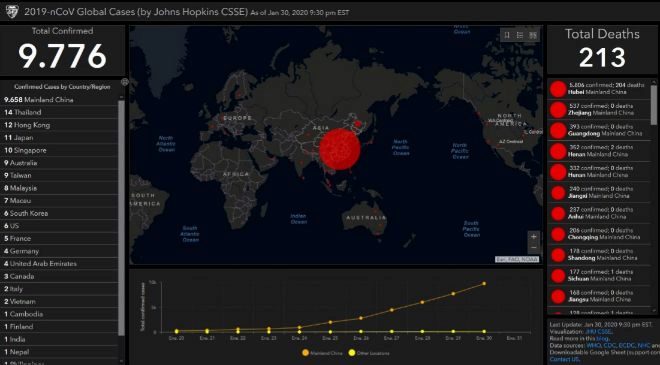 2019-nCoV Global Cases (by Johns Hopkins CSSE) As of Jan 30, 2020 9:30 pm EST
Total Confirmed
9.776
Confirmed Cases by Country/Region
9.658 Mainland China
14 Thailand
12 Hong Kong
11 Japan
10 Singapore
9 Australia
9 Taiwan
8 Malaysia
7 Macau
6 South Korea
6 US
5 France
4 Germany
4 United Arab Emirates
3 Canada
2 Italy
2 Vietnam
1 Cambodia
1 Finland
1 India
1 Nepal
1 Philippines
Arctic
Ocean
Arctic
Ocean
EUROPE
ASIA
NORTH
AMERICA
North
Atlantic
Ocean
North
Pacific
Ocean
North
Pacific
Ocean
AZ Centroid
AFRICA
SOUTH
AMERICA
Indian
Ocean
AUSTRALIA
South
Atlantic
Ocean
South
Pacific
Ocean
+
−
Esri, FAO, NOAA
Total confirmed cases
10k
5k
0
Ene. 20
Ene. 21
Ene. 22
Ene. 23
Ene. 24
Ene. 25
Ene. 26
Ene. 27
Ene. 28
Ene. 29
Ene. 30
Ene. 31
Mainland China
Other Locations
Total Deaths
213
5.806 confirmed; 204 deaths
Hubei Mainland China
537 confirmed; 0 deaths
Zhejiang Mainland China
393 confirmed; 0 deaths
Guangdong Mainland China
352 confirmed; 2 deaths
Henan Mainland China
332 confirmed; 0 deaths
Hunan Mainland China
240 confirmed; 0 deaths
Jiangxi Mainland China
237 confirmed; 0 deaths
Anhui Mainland China
206 confirmed; 0 deaths
Chongqing Mainland China
178 confirmed; 0 deaths
Shandong Mainland China
177 confirmed; 1 deaths
Sichuan Mainland China
168 confirmed; 0 deaths
Jiangsu Mainland China
Last Update: Jan 30, 2020 9:30 pm EST.
Visualization: JHU CSSE.
Read more in this blog.
Data sources: WHO, CDC, ECDC, NHC and
Downloadable Google Sheet (support
Contact US.